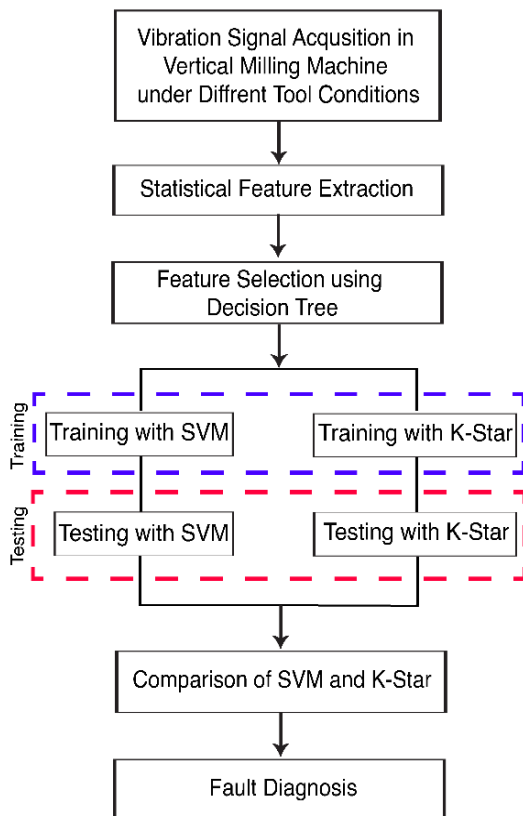 Vibration Signal Acqusition in
Vertical Milling Machine
under Diffrent Tool Conditions
Statistical Feature Extraction
Feature Selection using
Decision Tree
Training
Training with SVM
Training with K-Star
Testing
Testing with SVM
Testing with K-Star
Comparison of SVM and K-Star
Fault Diagnosis